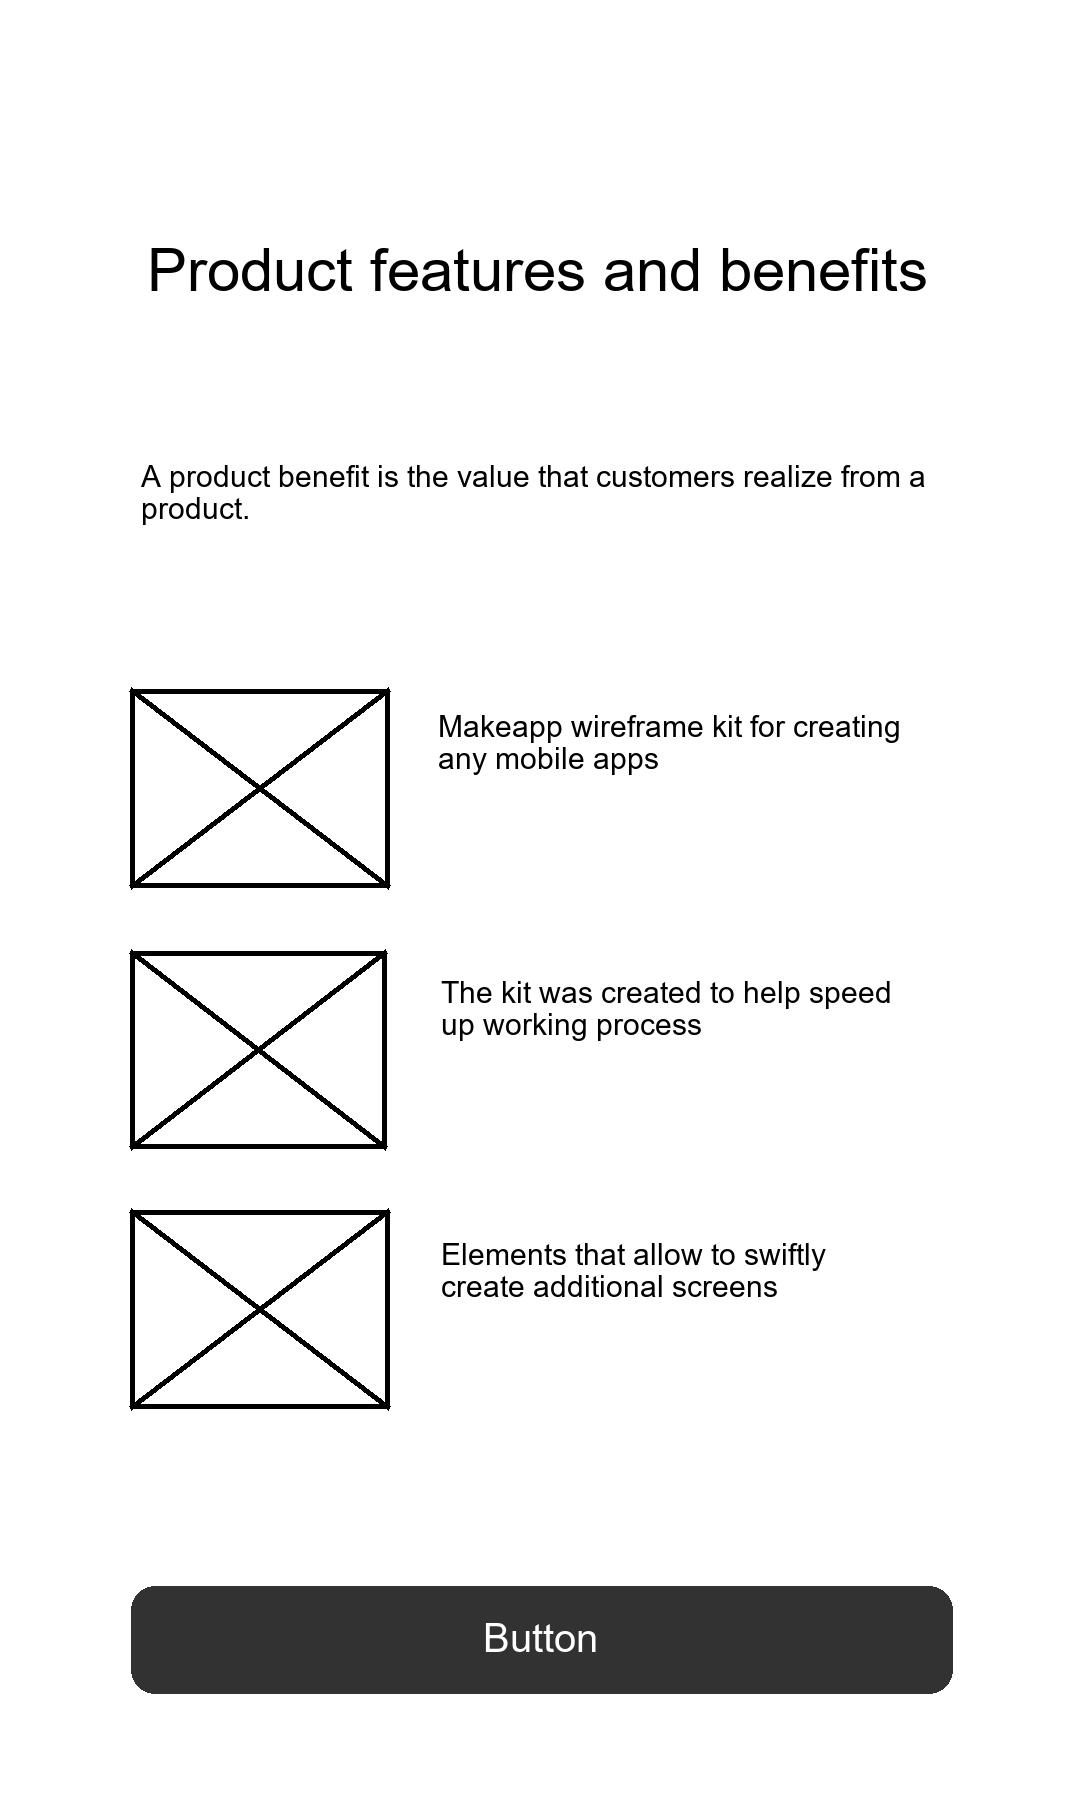 Product features and benefits
A product benefit is the value that customers realize from a
product.
Makeapp wireframe kit for creating
any mobile apps
The kit was created to help speed
up working process
Elements that allow to swiftly
create additional screens
Button